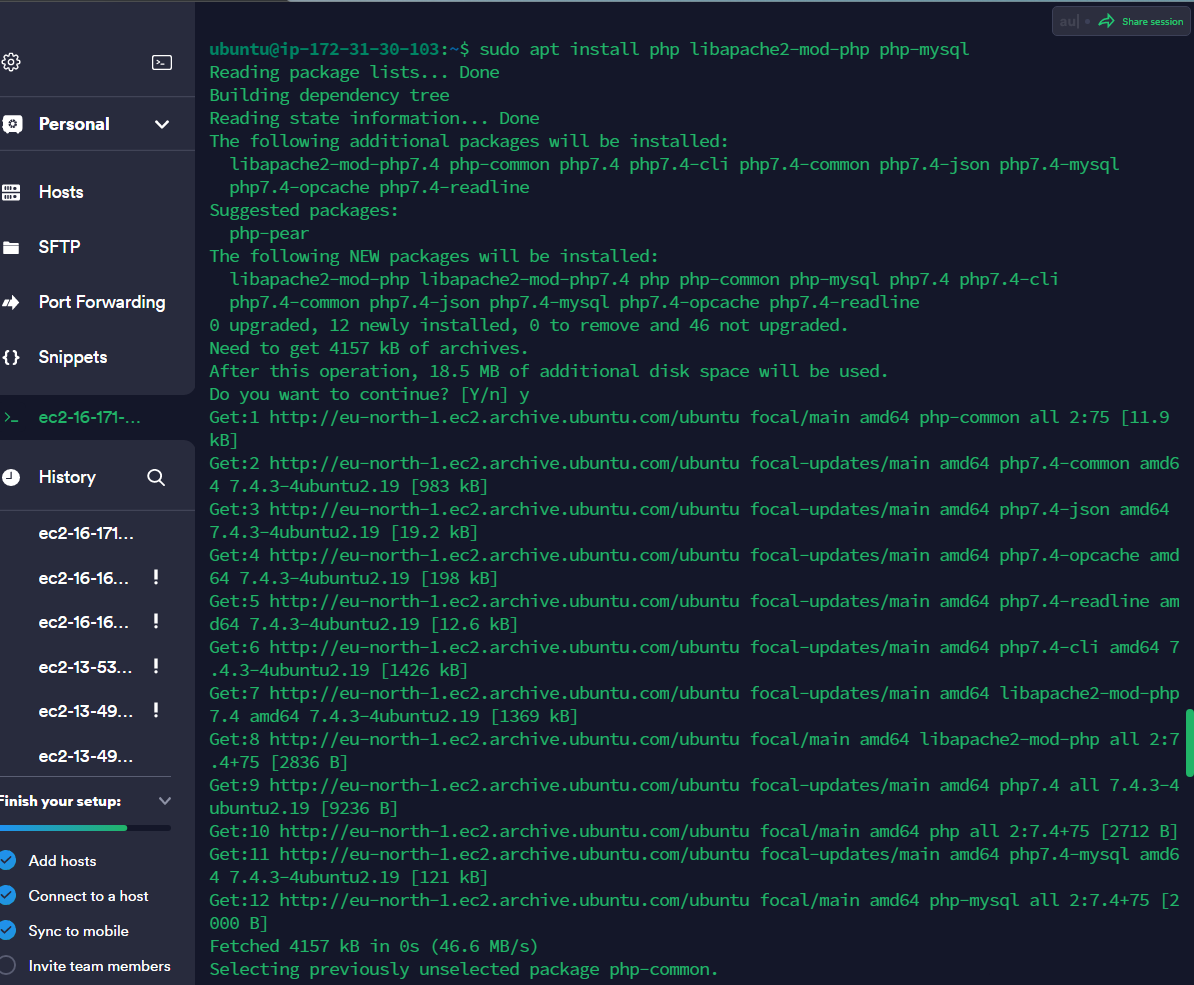 au| • Share session
Personal
Hosts
SFTP
Port Forwarding
{} Snippets
>_ ec2-16-171-...
History
ec2-16-171...
ec2-16-16... !
ec2-16-16... !
ec2-13-53... !
ec2-13-49... !
ec2-13-49...
Finish your setup:
Add hosts
Connect to a host
Sync to mobile
Invite team members
ubuntu@ip-172-31-30-103:~$ sudo apt install php libapache2-mod-php php-mysql
Reading package lists... Done
Building dependency tree
Reading state information... Done
The following additional packages will be installed:
  libapache2-mod-php7.4 php-common php7.4 php7.4-cli php7.4-common php7.4-json php7.4-mysql
  php7.4-opcache php7.4-readline
Suggested packages:
  php-pear
The following NEW packages will be installed:
  libapache2-mod-php libapache2-mod-php7.4 php php-common php-mysql php7.4 php7.4-cli
  php7.4-common php7.4-json php7.4-mysql php7.4-opcache php7.4-readline
0 upgraded, 12 newly installed, 0 to remove and 46 not upgraded.
Need to get 4157 kB of archives.
After this operation, 18.5 MB of additional disk space will be used.
Do you want to continue? [Y/n] y
Get:1 http://eu-north-1.ec2.archive.ubuntu.com/ubuntu focal/main amd64 php-common all 2:75 [11.9
kB]
Get:2 http://eu-north-1.ec2.archive.ubuntu.com/ubuntu focal-updates/main amd64 php7.4-common amd6
4 7.4.3-4ubuntu2.19 [983 kB]
Get:3 http://eu-north-1.ec2.archive.ubuntu.com/ubuntu focal-updates/main amd64 php7.4-json amd64
7.4.3-4ubuntu2.19 [19.2 kB]
Get:4 http://eu-north-1.ec2.archive.ubuntu.com/ubuntu focal-updates/main amd64 php7.4-opcache amd
64 7.4.3-4ubuntu2.19 [198 kB]
Get:5 http://eu-north-1.ec2.archive.ubuntu.com/ubuntu focal-updates/main amd64 php7.4-readline am
d64 7.4.3-4ubuntu2.19 [12.6 kB]
Get:6 http://eu-north-1.ec2.archive.ubuntu.com/ubuntu focal-updates/main amd64 php7.4-cli amd64 7
.4.3-4ubuntu2.19 [1426 kB]
Get:7 http://eu-north-1.ec2.archive.ubuntu.com/ubuntu focal-updates/main amd64 libapache2-mod-php
7.4 amd64 7.4.3-4ubuntu2.19 [1369 kB]
Get:8 http://eu-north-1.ec2.archive.ubuntu.com/ubuntu focal/main amd64 libapache2-mod-php all 2:7
.4+75 [2836 B]
Get:9 http://eu-north-1.ec2.archive.ubuntu.com/ubuntu focal-updates/main amd64 php7.4 all 7.4.3-4
ubuntu2.19 [9236 B]
Get:10 http://eu-north-1.ec2.archive.ubuntu.com/ubuntu focal/main amd64 php all 2:7.4+75 [2712 B]
Get:11 http://eu-north-1.ec2.archive.ubuntu.com/ubuntu focal-updates/main amd64 php7.4-mysql amd6
4 7.4.3-4ubuntu2.19 [121 kB]
Get:12 http://eu-north-1.ec2.archive.ubuntu.com/ubuntu focal/main amd64 php-mysql all 2:7.4+75 [2
000 B]
Fetched 4157 kB in 0s (46.6 MB/s)
Selecting previously unselected package php-common.